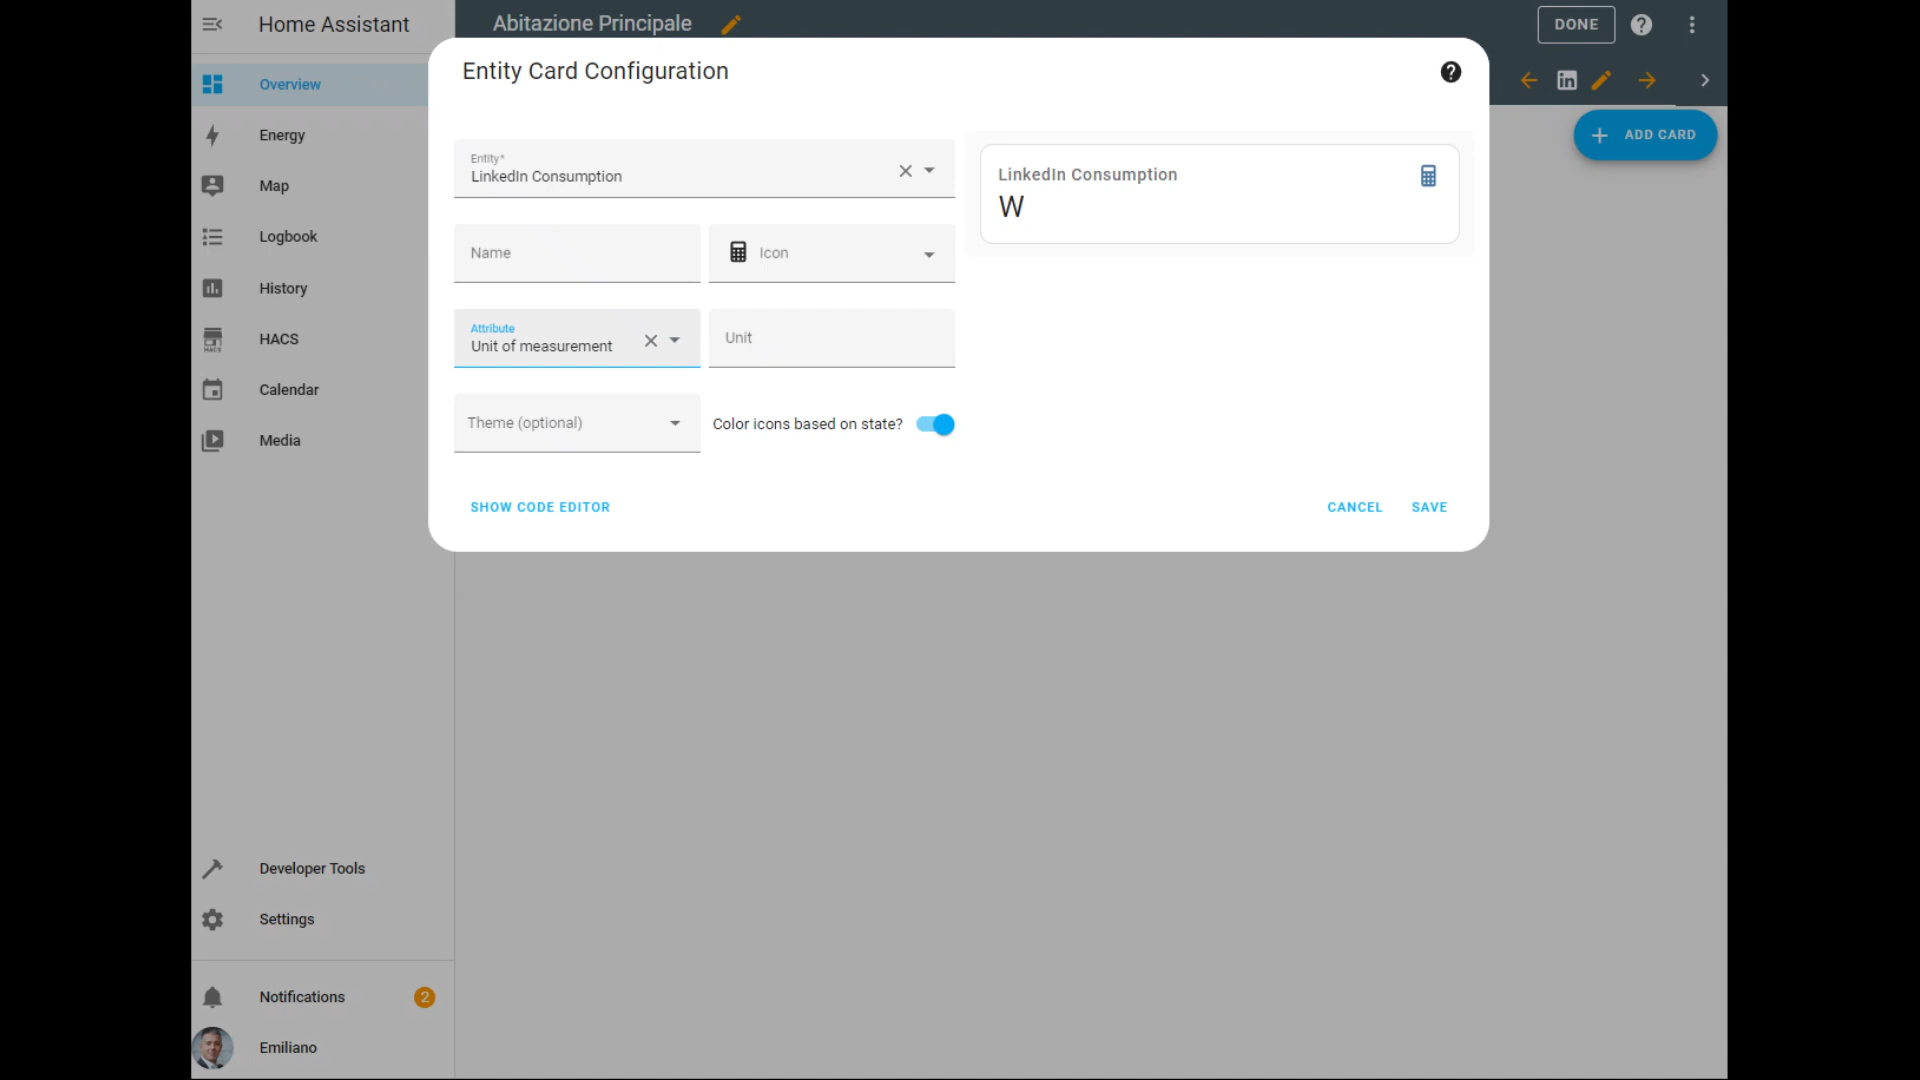 Home Assistant
Abitazione Principale
DONE
Entity Card Configuration
Overview
ADD CARD
Energy
Entity*
LinkedIn Consumption
LinkedIn Consumption
W
Map
Logbook
Name
Icon
History
HACS
HACS
Attribute
Unit of measurement
Unit
Calendar
Theme (optional)
Color icons based on state?
Media
SHOW CODE EDITOR
CANCEL
SAVE
Developer Tools
Settings
Notifications
2
Emiliano